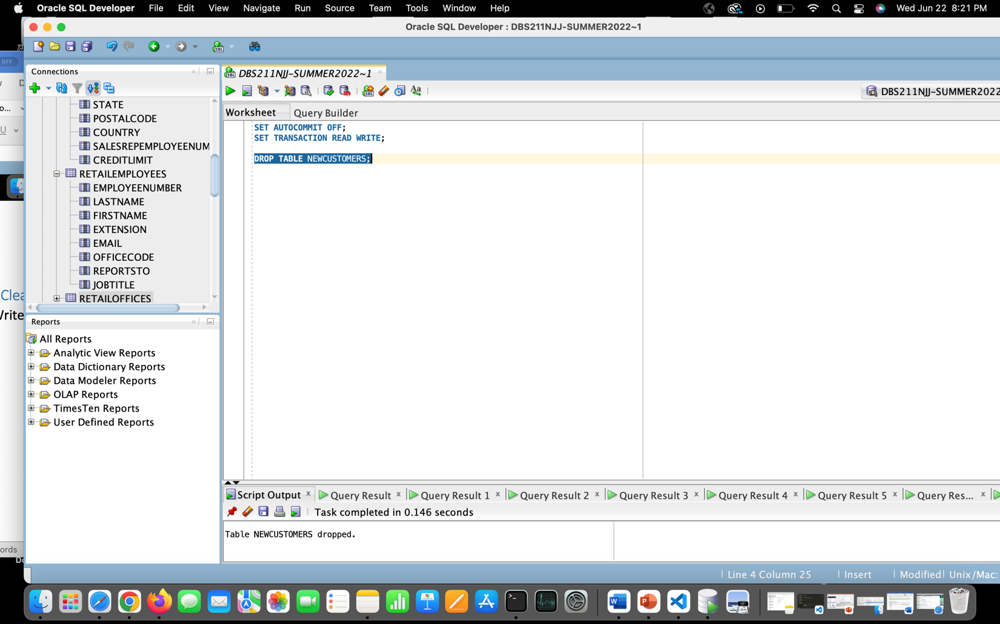 Oracle SQL Developer File Edit View Navigate Run Source Team Tools Window Help Wed Jun 22 8:21 PM
Oracle SQL Developer : DBS211NJJ-SUMMER2022~1
OFF
Connections
DBS211NJJ-SUMMER2022~1
DBS211NJJ-SUMMER2022
Worksheet Query Builder
SET AUTOCOMMIT OFF;
SET TRANSACTION READ WRITE;
DROP TABLE NEWCUSTOMERS;
STATE
POSTALCODE
COUNTRY
SALESREPEMPLOYEENUM
CREDITLIMIT
RETAILEMPLOYEES
EMPLOYEENUMBER
LASTNAME
FIRSTNAME
EXTENSION
EMAIL
OFFICECODE
REPORTSTO
JOBTITLE
RETAILOFFICES
Reports
All Reports
Analytic View Reports
Data Dictionary Reports
Data Modeler Reports
OLAP Reports
TimesTen Reports
User Defined Reports
Script Output Query Result Query Result 1 Query Result 2 Query Result 3 Query Result 4 Query Result 5 Query Res...
Task completed in 0.146 seconds
Table NEWCUSTOMERS dropped.
Line 4 Column 25 Insert Modified Unix/Mac: